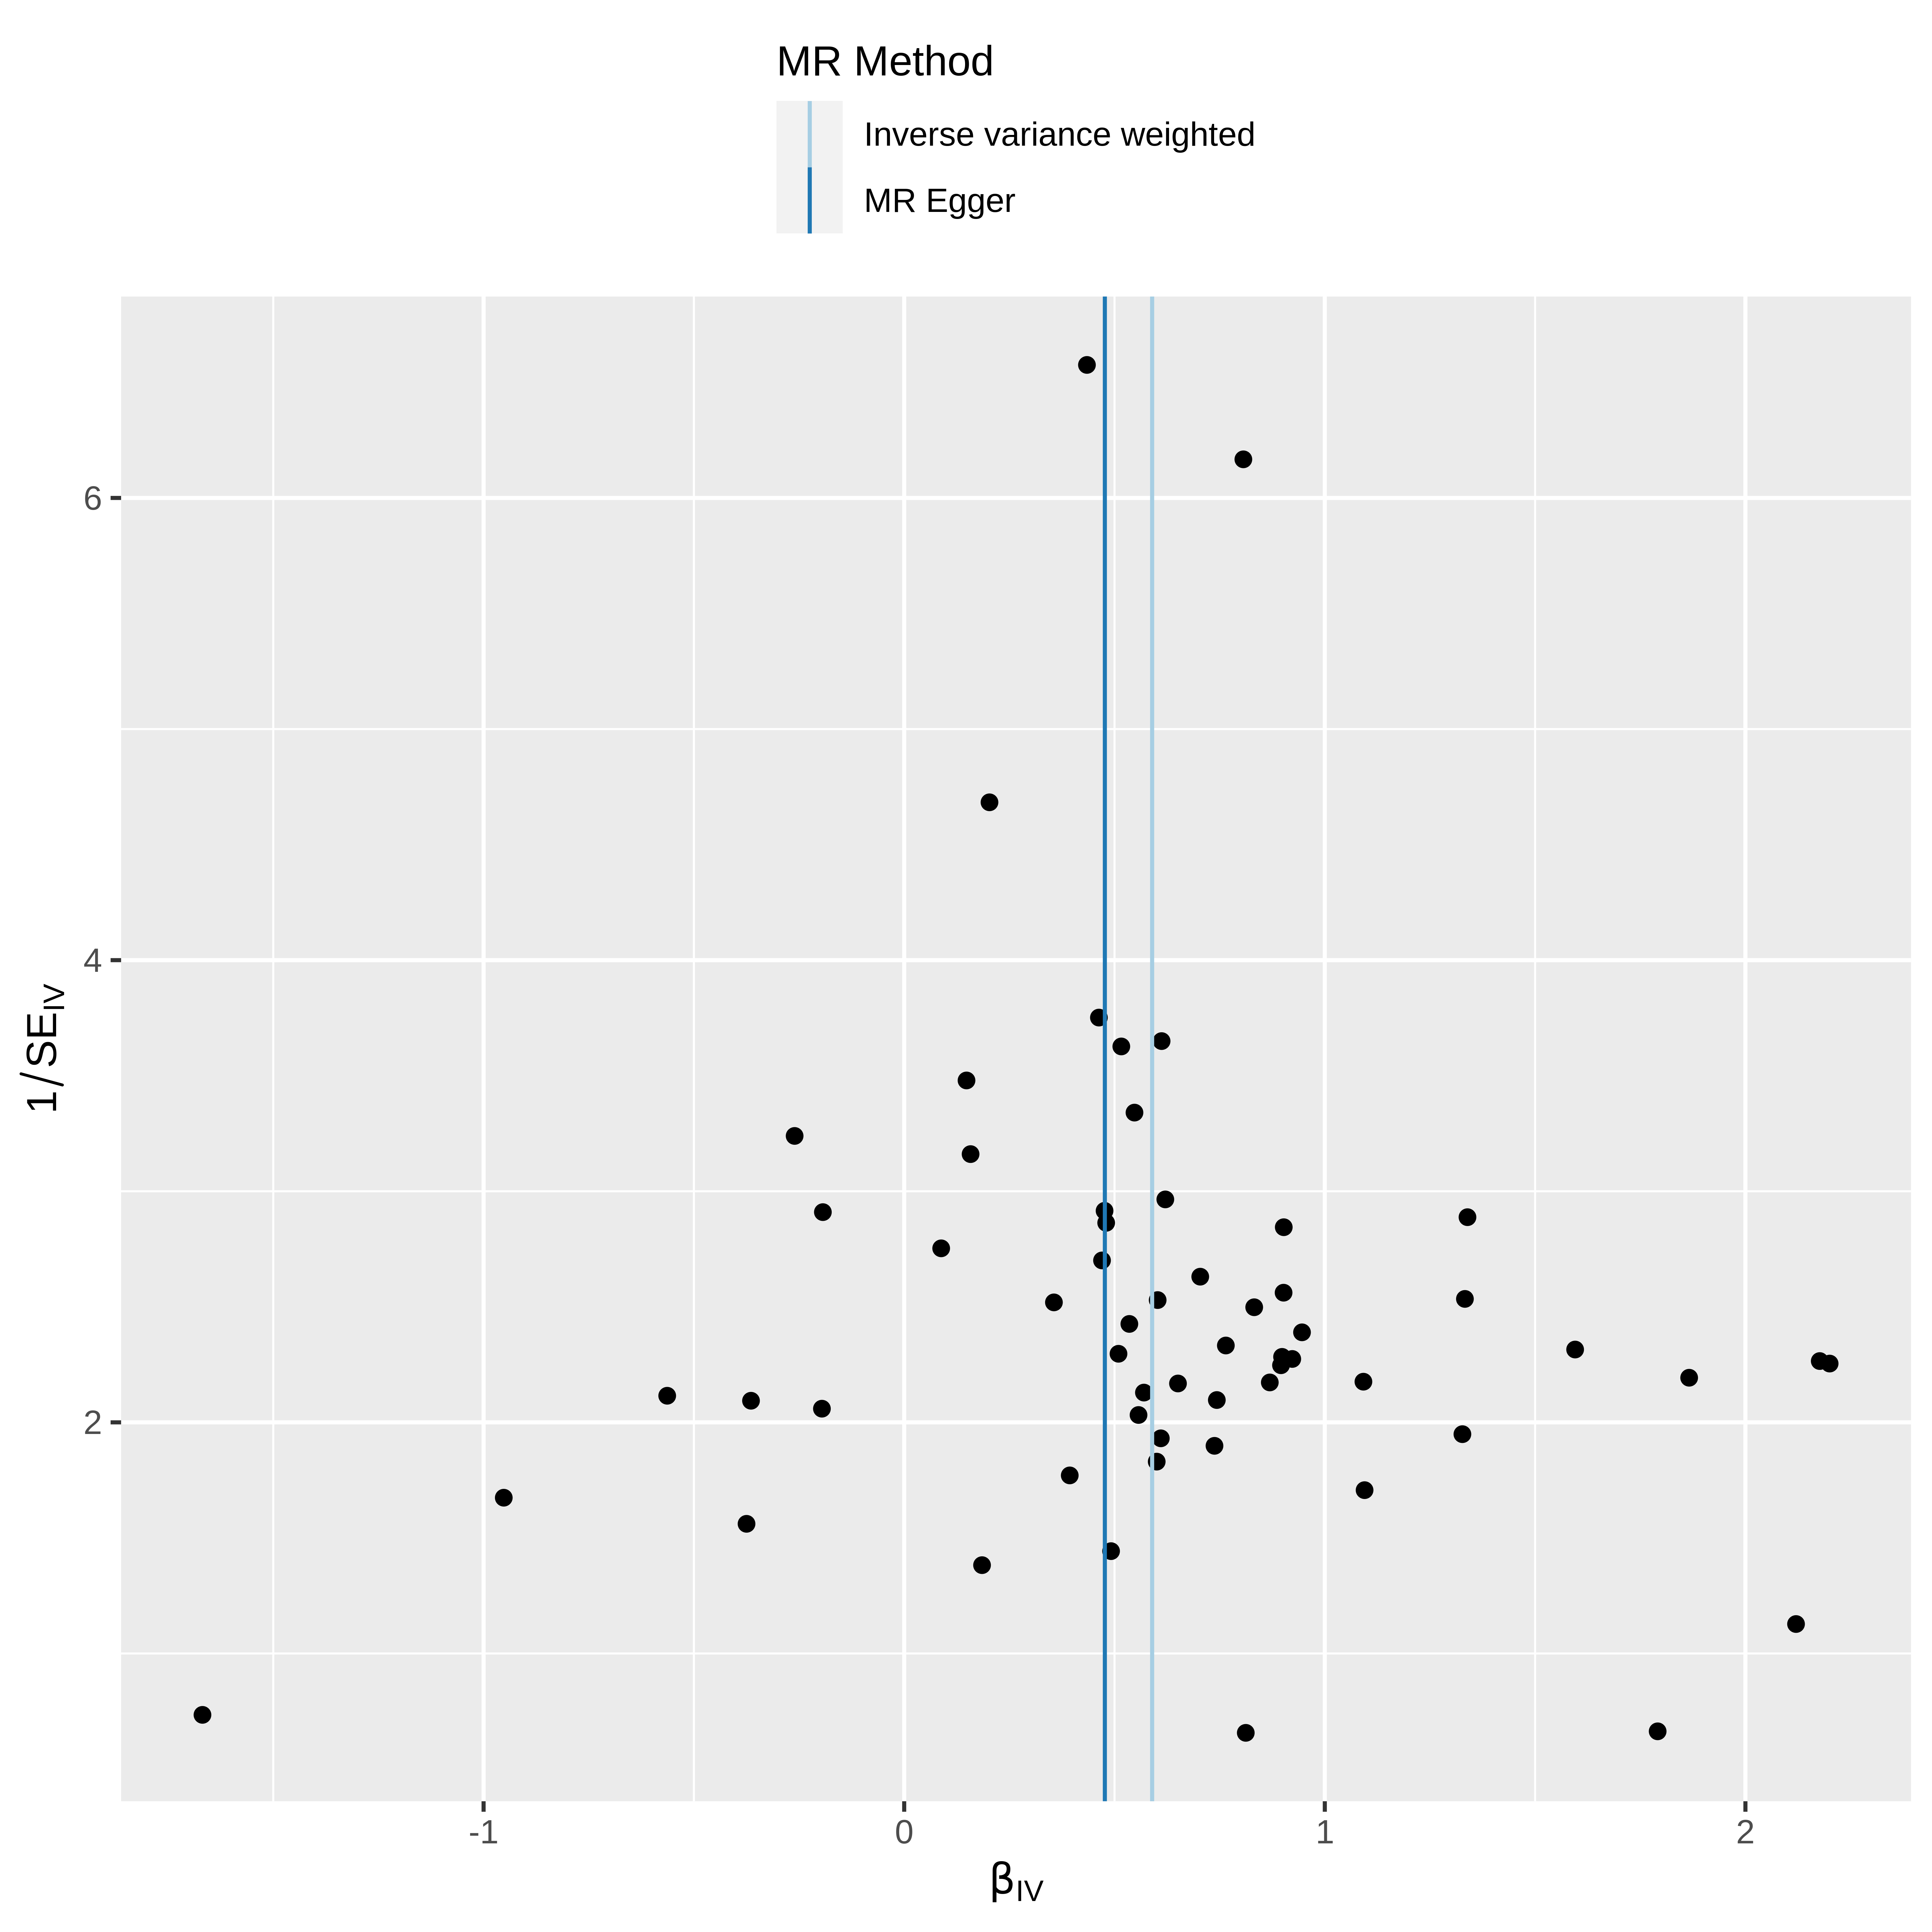 MR Method
Inverse variance weighted
MR Egger
6
4
2
1 / SE_IV
-1
0
1
2
β_IV